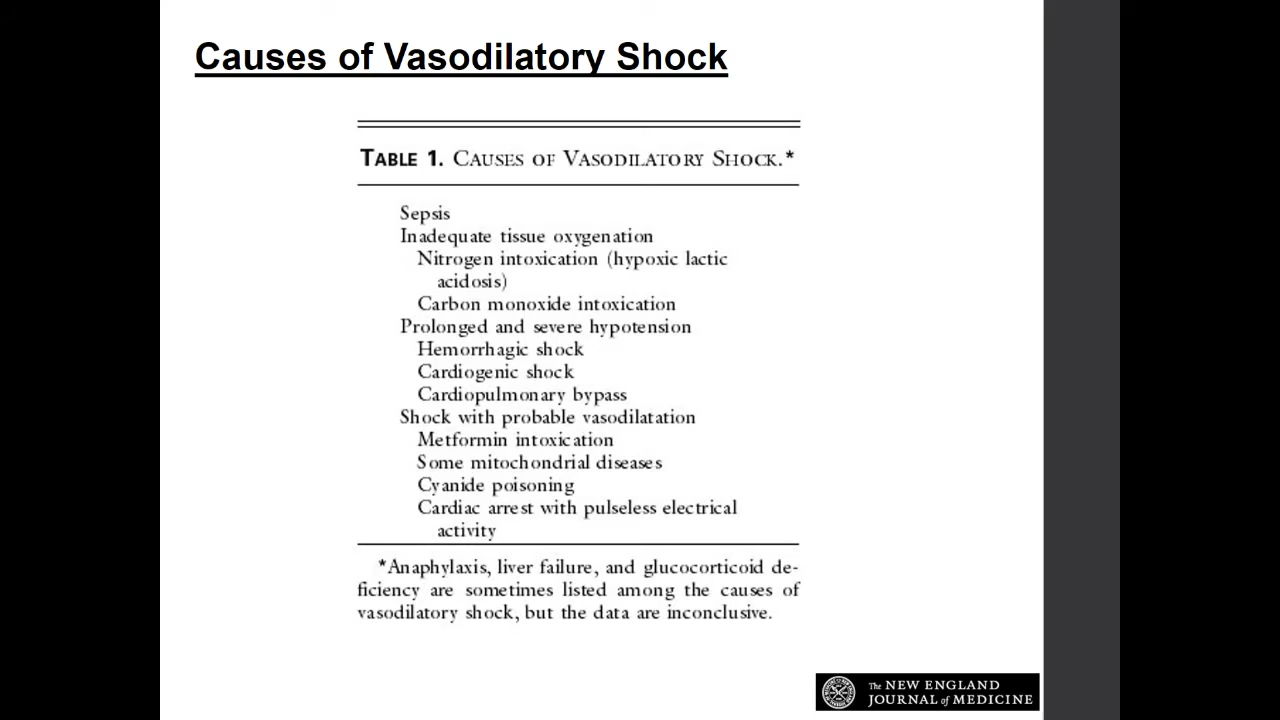 Causes of Vasodilatory Shock
TABLE 1. CAUSES OF VASODILATORY SHOCK.*
Sepsis
Inadequate tissue oxygenation
Nitrogen intoxication (hypoxic lactic
acidosis)
Carbon monoxide intoxication
Prolonged and severe hypotension
Hemorrhagic shock
Cardiogenic shock
Cardiopulmonary bypass
Shock with probable vasodilatation
Metformin intoxication
Some mitochondrial diseases
Cyanide poisoning
Cardiac arrest with pulseless electrical
activity
*Anaphylaxis, liver failure, and glucocorticoid de-
ficiency are sometimes listed among the causes of
vasodilatory shock, but the data are inconclusive.
The NEW ENGLAND
JOURNAL of MEDICINE